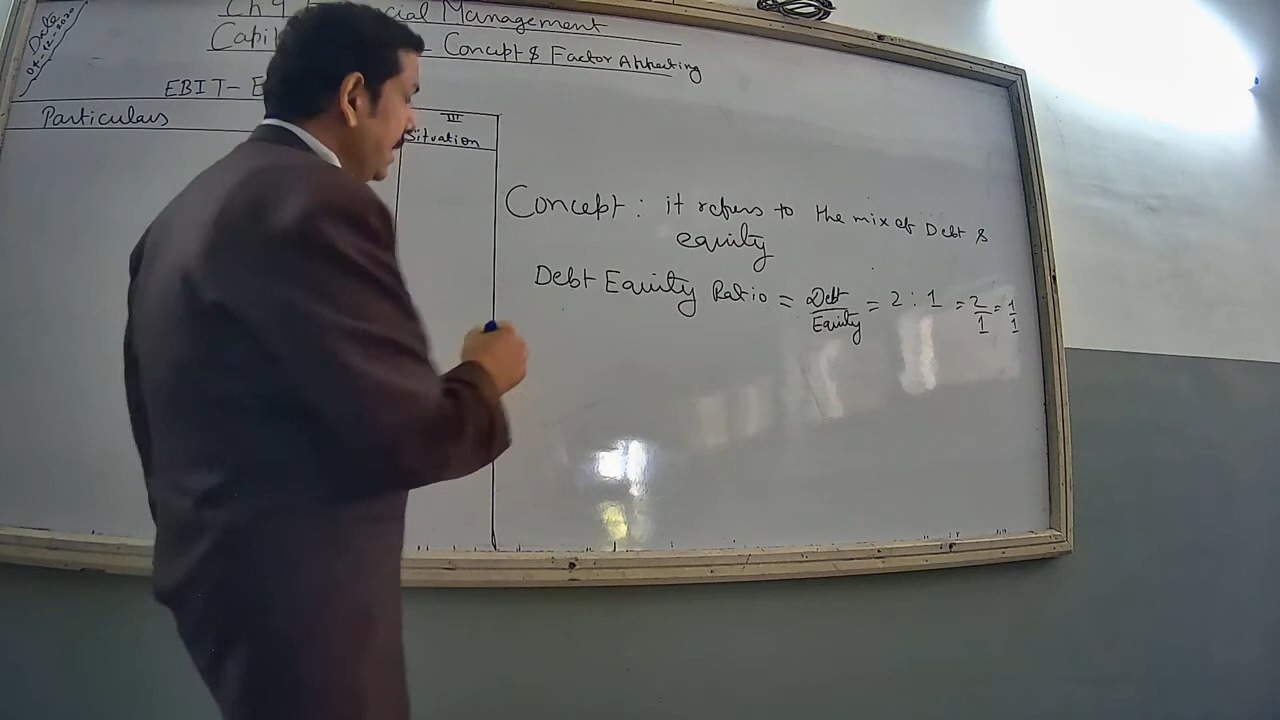 Date
04-12-2020
Ch 9 cial Management
Capi - Concept & Factor Affecting
EBIT- E
Particulars
III
Situation
Concept : it refers to the mix of Debt &
equity
Debt Equity Ratio = Debt/Equity = 2 : 1 = 2/1 = 1/1